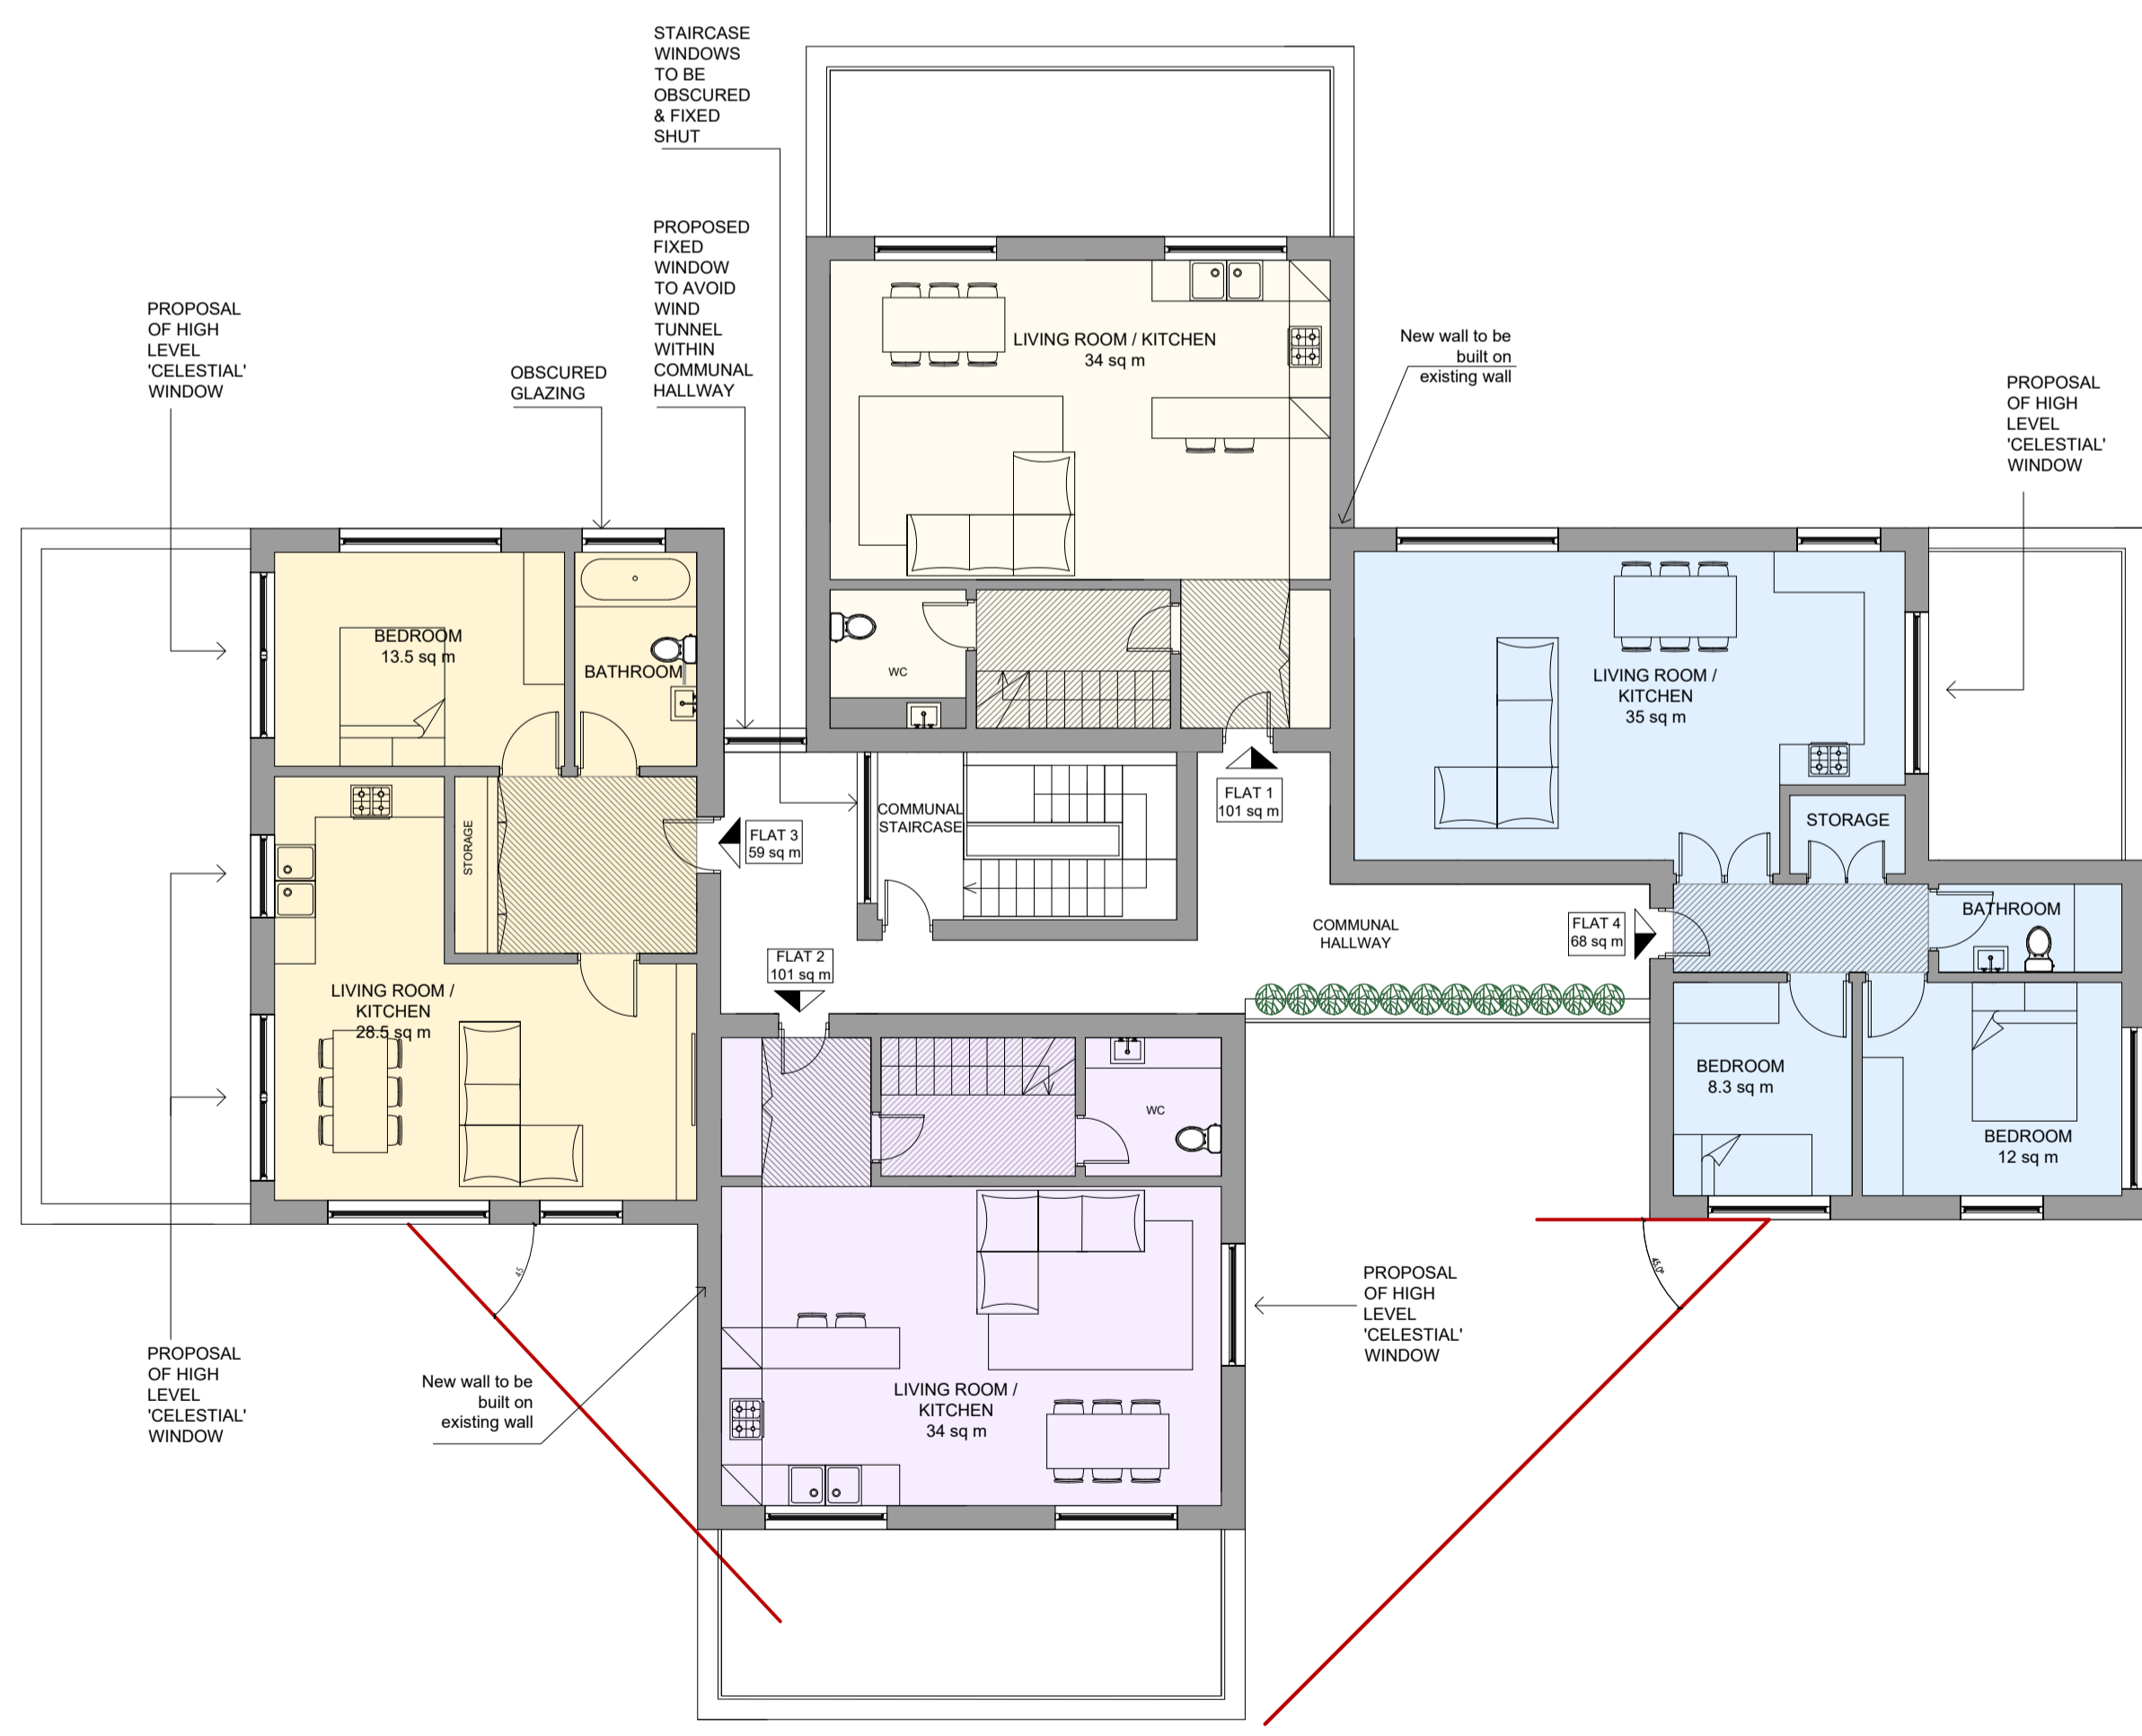 STAIRCASE
WINDOWS
TO BE
OBSCURED
& FIXED
SHUT
PROPOSED
FIXED
WINDOW
TO AVOID
WIND
TUNNEL
WITHIN
COMMUNAL
HALLWAY
PROPOSAL
OF HIGH
LEVEL
'CELESTIAL'
WINDOW
OBSCURED
GLAZING
LIVING ROOM / KITCHEN
34 sq m
New wall to be
built on
existing wall
PROPOSAL
OF HIGH
LEVEL
'CELESTIAL'
WINDOW
BEDROOM
13.5 sq m
BATHROOM
WC
LIVING ROOM /
KITCHEN
35 sq m
FLAT 1
101 sq m
COMMUNAL
STAIRCASE
STORAGE
FLAT 3
59 sq m
STORAGE
BATHROOM
FLAT 4
68 sq m
COMMUNAL
HALLWAY
FLAT 2
101 sq m
LIVING ROOM /
KITCHEN
28.5 sq m
BEDROOM
8.3 sq m
WC
BEDROOM
12 sq m
45
45.0°
PROPOSAL
OF HIGH
LEVEL
'CELESTIAL'
WINDOW
PROPOSAL
OF HIGH
LEVEL
'CELESTIAL'
WINDOW
New wall to be
built on
existing wall
LIVING ROOM /
KITCHEN
34 sq m